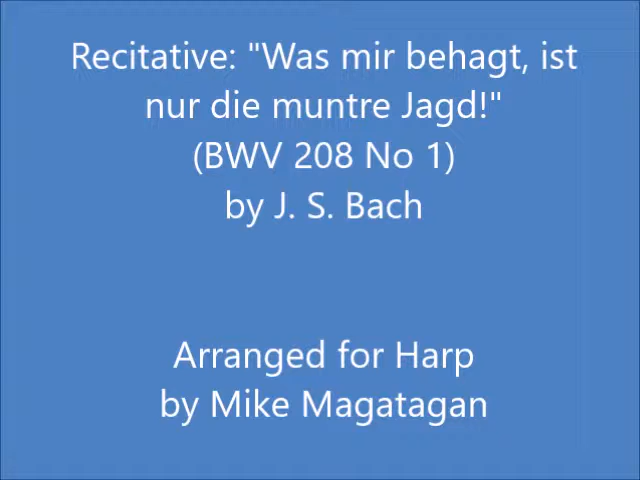 Recitative: "Was mir behagt, ist
nur die muntre Jagd!"
(BWV 208 No 1)
by J. S. Bach
Arranged for Harp
by Mike Magatagan